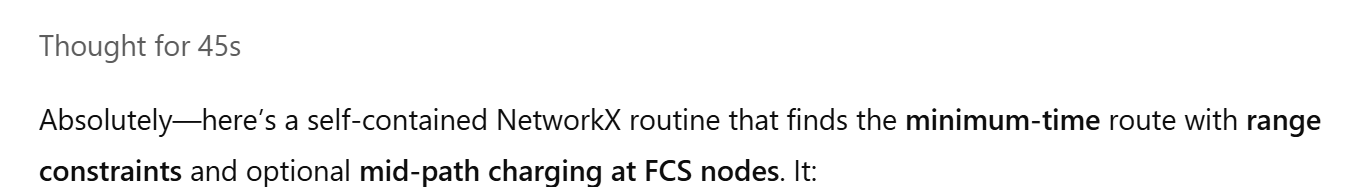 Thought for 45s
Absolutely—here’s a self-contained NetworkX routine that finds the minimum-time route with range
constraints and optional mid-path charging at FCS nodes. It: